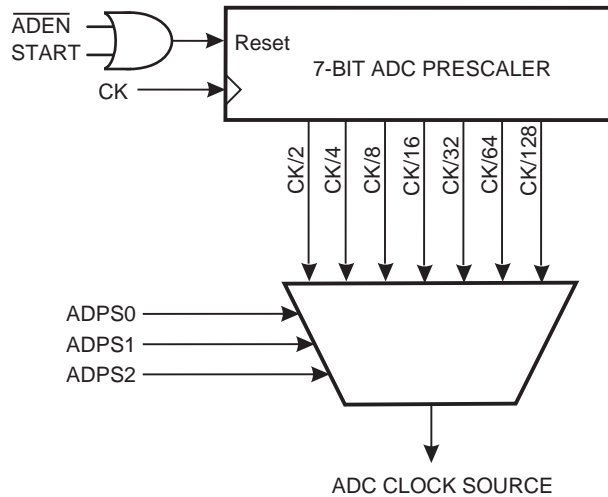 ADEN
START
Reset
7-BIT ADC PRESCALER
CK
CK/2
CK/4
CK/8
CK/16
CK/32
CK/64
CK/128
ADPS0
ADPS1
ADPS2
ADC CLOCK SOURCE